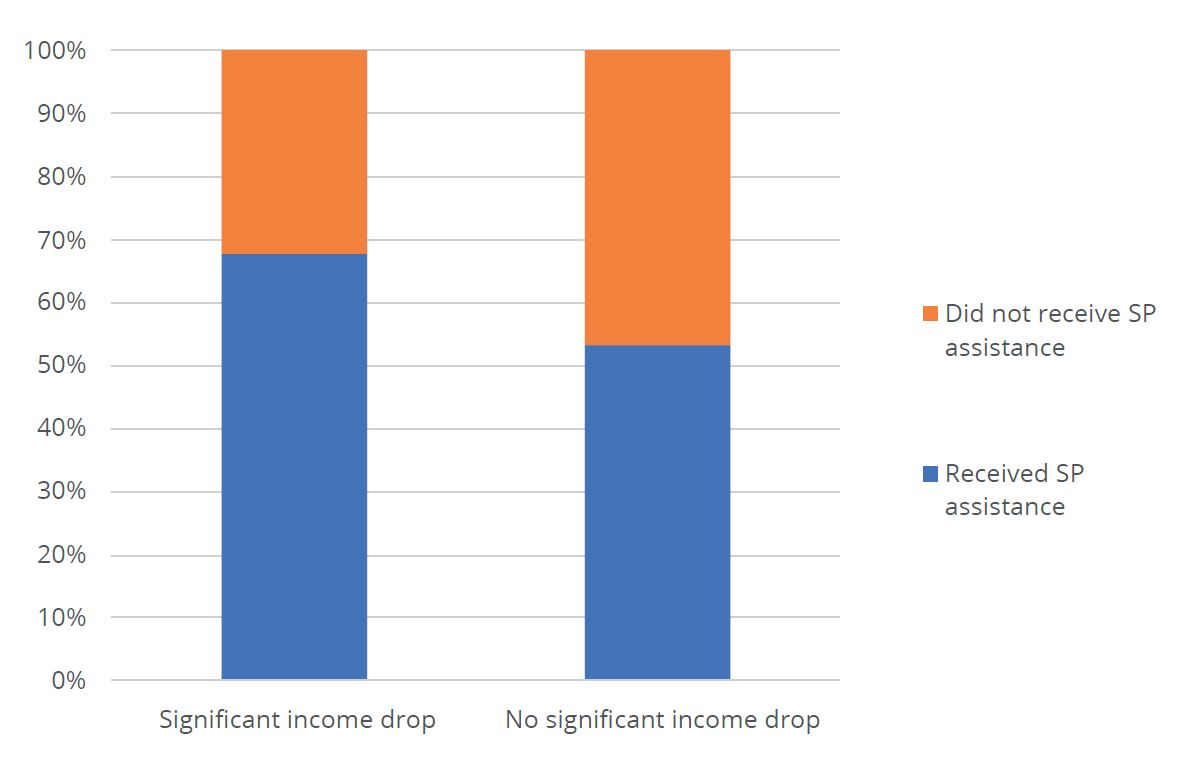 100%
90%
80%
70%
60%
50%
40%
30%
20%
10%
0%
Significant income drop
No significant income drop
Did not receive SP
assistance
Received SP
assistance